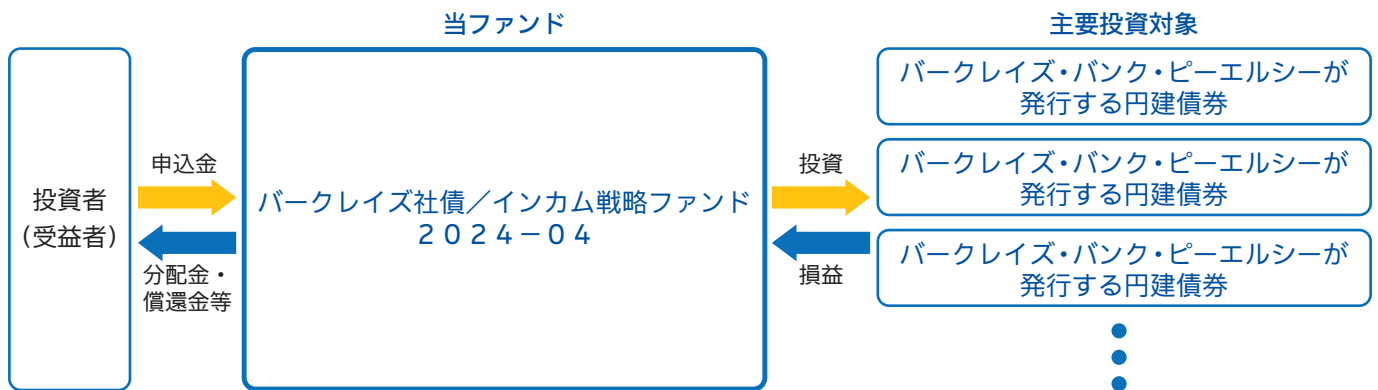 当ファンド
主要投資対象
投資者
（受益者）
申込金
分配金・
償還金等
バークレイズ社債／インカム戦略ファンド
２０２４－０４
投資
損益
バークレイズ・バンク・ピーエルシーが
発行する円建債券
バークレイズ・バンク・ピーエルシーが
発行する円建債券
バークレイズ・バンク・ピーエルシーが
発行する円建債券